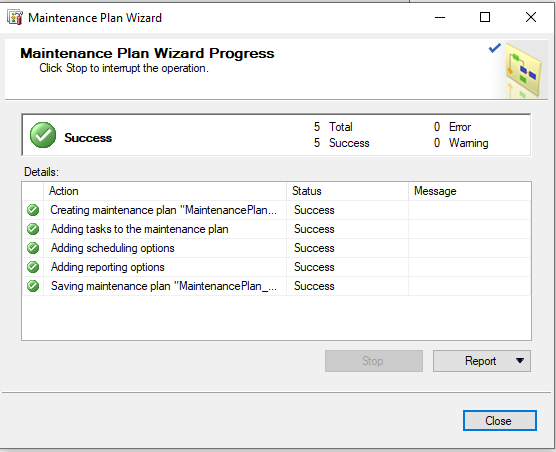 Maintenance Plan Wizard
Maintenance Plan Wizard Progress
Click Stop to interrupt the operation.
Success
5 Total 0 Error
5 Success 0 Warning
Details:
Action Status Message
Creating maintenance plan "MaintenancePlan... Success
Adding tasks to the maintenance plan Success
Adding scheduling options Success
Adding reporting options Success
Saving maintenance plan "MaintenancePlan_... Success
Stop Report
Close